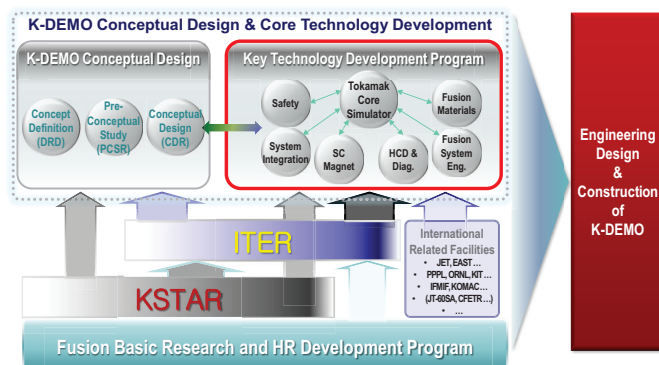 K-DEMO Conceptual Design & Core Technology Development
K-DEMO Conceptual Design
Concept
Definition
(DRD)
Pre-
Conceptual
Study
(PCSR)
Conceptual
Design
(CDR)
Key Technology Development Program
Safety
Tokamak
Core
Simulator
Fusion
Materials
System
Integration
SC
Magnet
HCD &
Diag.
Fusion
System
Eng.
ITER
KSTAR
International
Related Facilities
• JET, EAST …
• PPPL, ORNL, KIT …
• IFMIF, KOMAC…
• (JT-60SA, CFETR …)
• …
Fusion Basic Research and HR Development Program
Engineering
Design
&
Construction
of
K-DEMO